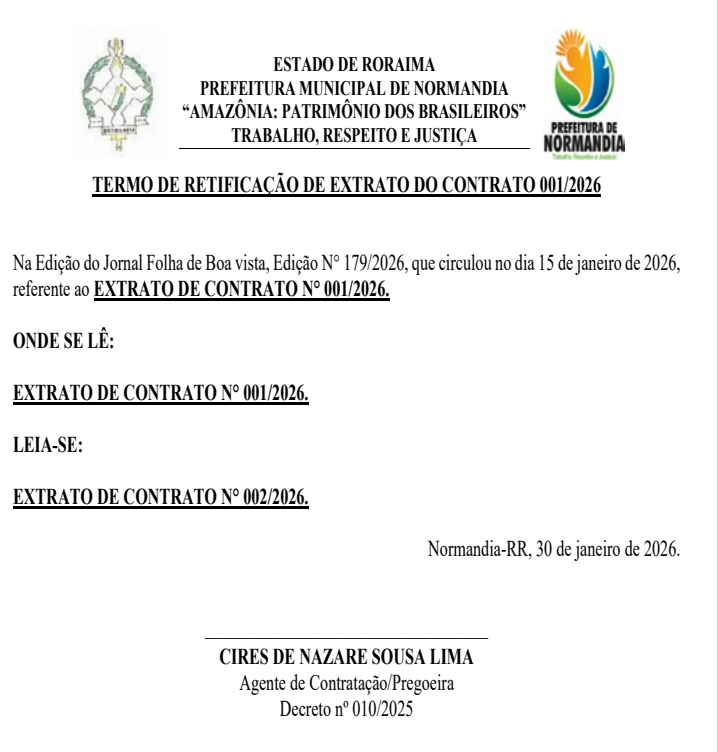 ESTADO DE RORAIMA
PREFEITURA MUNICIPAL DE NORMANDIA
“AMAZÔNIA: PATRIMÔNIO DOS BRASILEIROS”
TRABALHO, RESPEITO E JUSTIÇA
PREFEITURA DE
NORMANDIA
Trabalho, Respeito e Justiça!
TERMO DE RETIFICAÇÃO DE EXTRATO DO CONTRATO 001/2026
Na Edição do Jornal Folha de Boa vista, Edição N° 179/2026, que circulou no dia 15 de janeiro de 2026,
referente ao EXTRATO DE CONTRATO N° 001/2026.
ONDE SE LÊ:
EXTRATO DE CONTRATO N° 001/2026.
LEIA-SE:
EXTRATO DE CONTRATO N° 002/2026.
Normandia-RR, 30 de janeiro de 2026.
CIRES DE NAZARE SOUSA LIMA
Agente de Contratação/Pregoeira
Decreto nº 010/2025